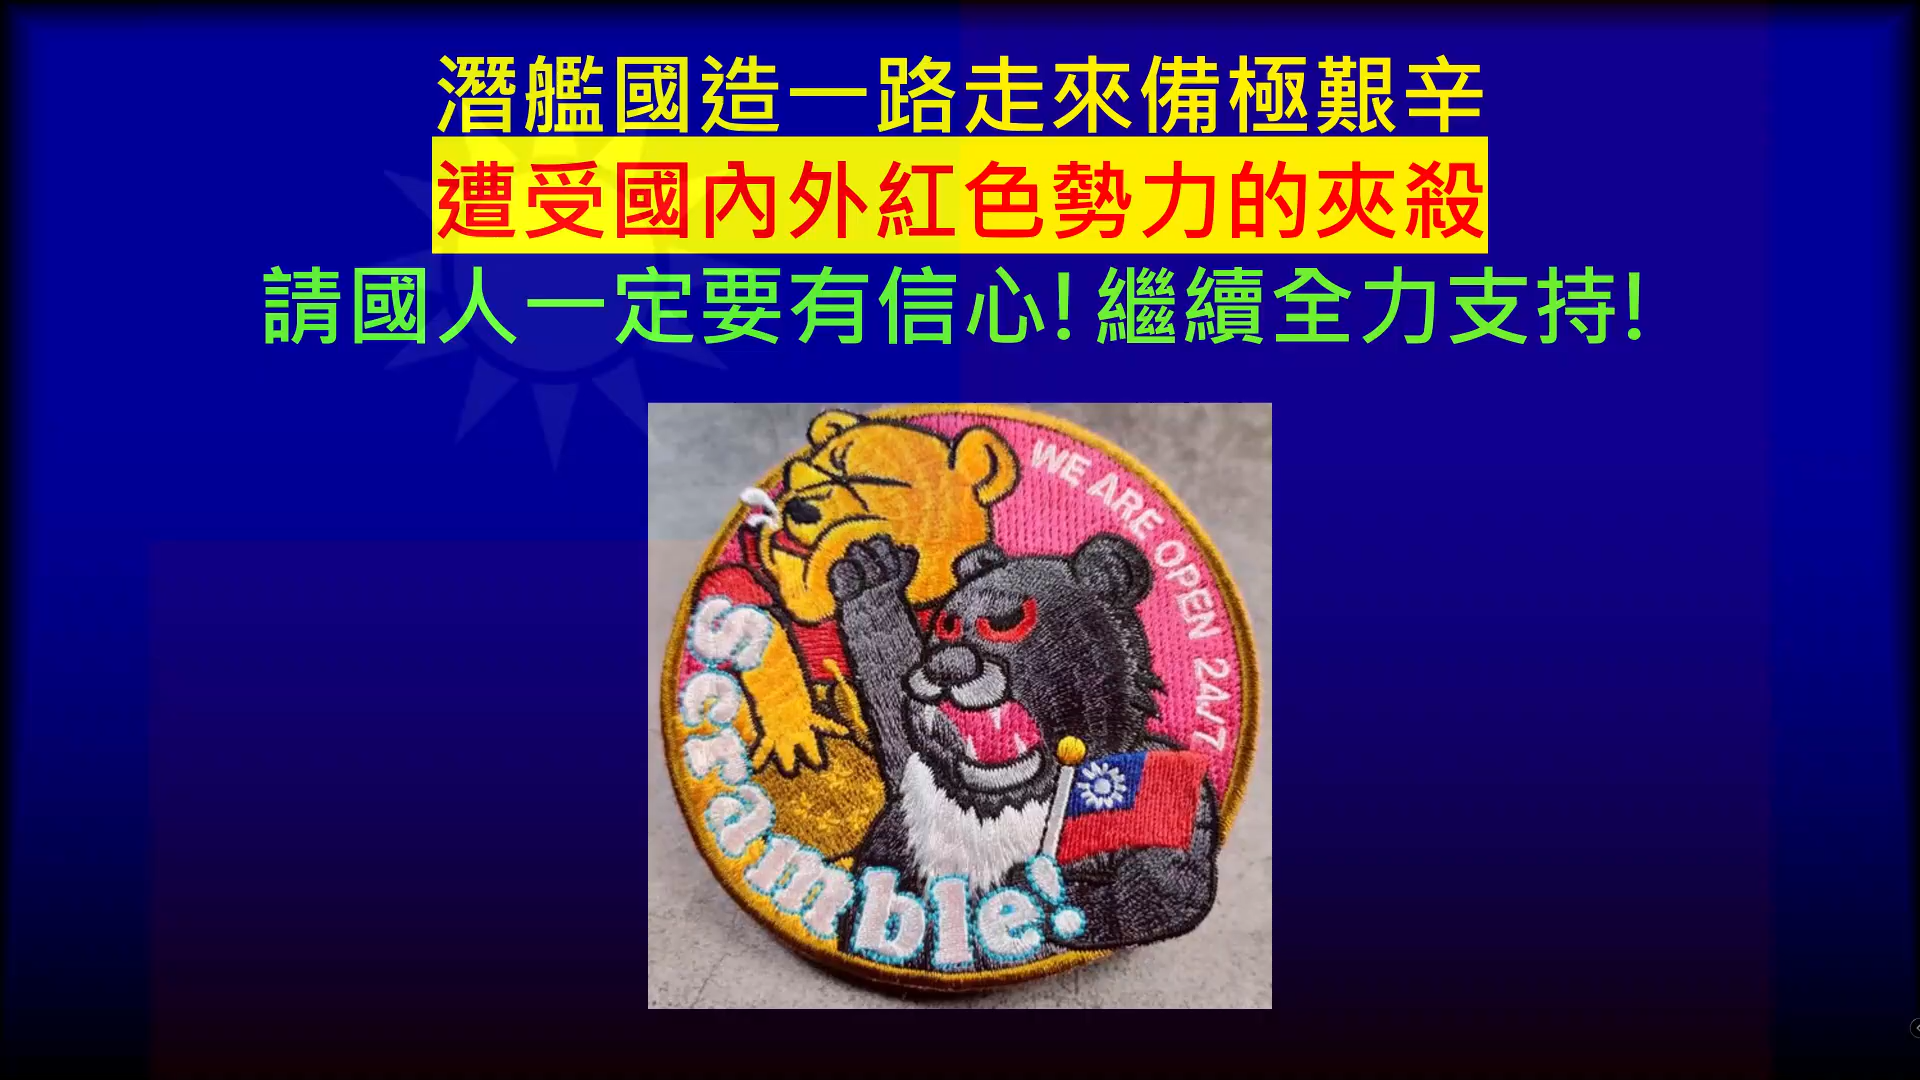 潛艦國造一路走來備極艱辛
遭受國內外紅色勢力的夾殺
請國人一定要有信心! 繼續全力支持!
WE ARE OPEN 24/7
Scramble!